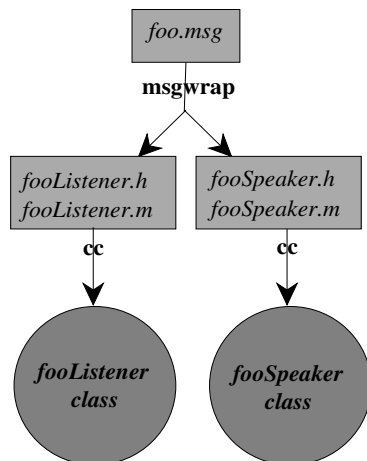 foo.msg
msgwrap
fooListener.h
fooListener.m
fooSpeaker.h
fooSpeaker.m
cc
cc
fooListener
class
fooSpeaker
class